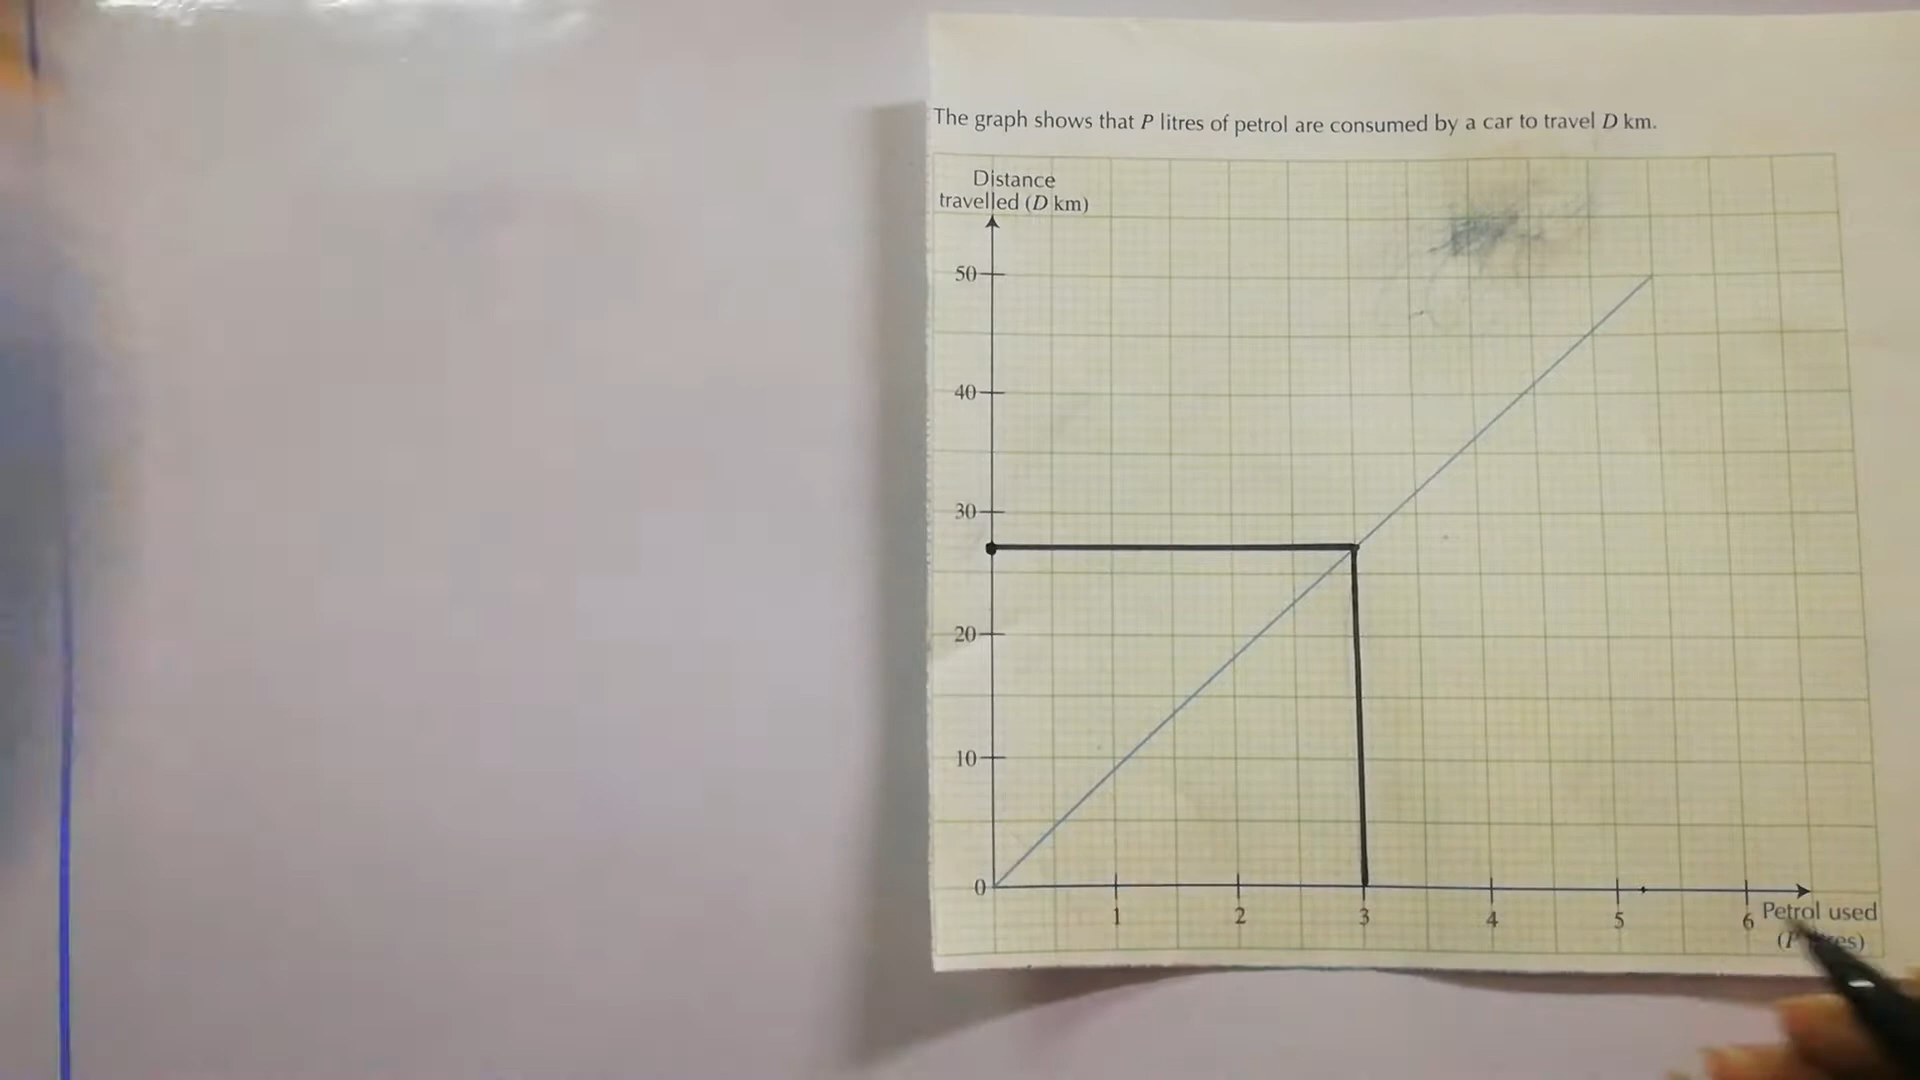 The graph shows that P litres of petrol are consumed by a car to travel D km.
Distance
travelled (D km)
50
40
30
20
10
0
1 2 3 4 5 6
Petrol used